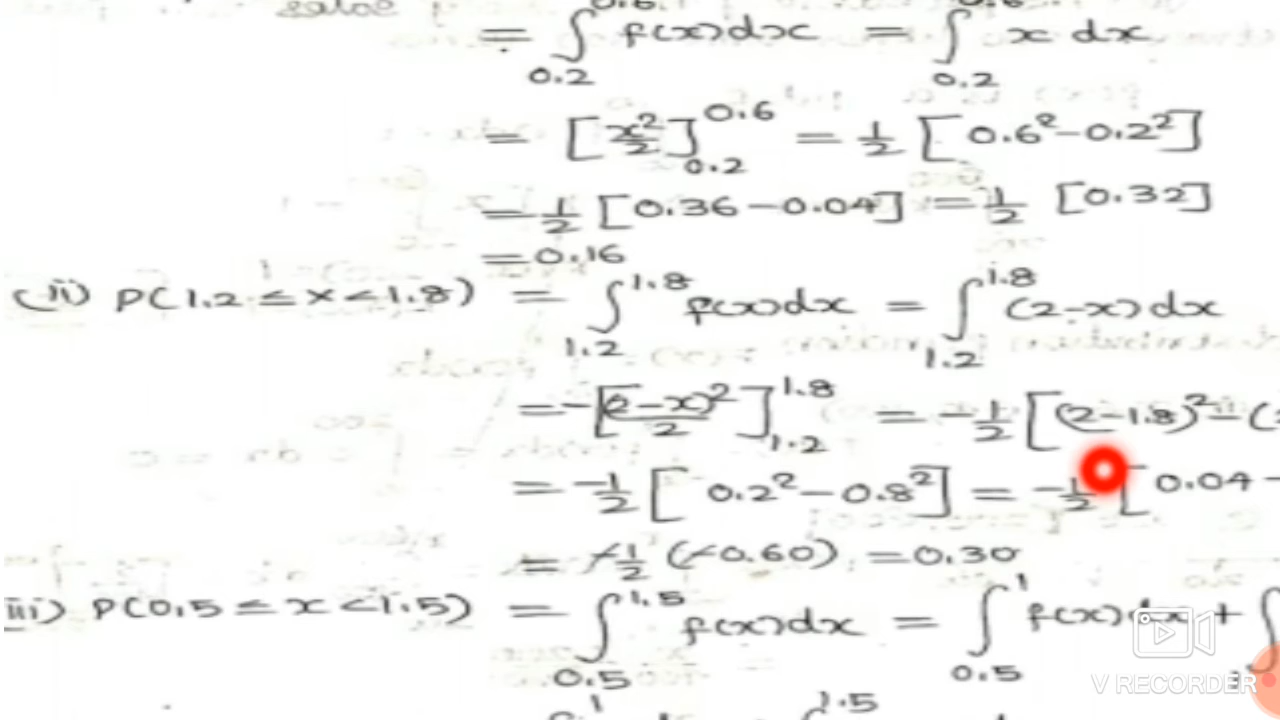 = ∫_{0.2}^{0.6} f(x)dx = ∫_{0.2}^{0.6} x dx
= [x²/2]_{0.2}^{0.6} = 1/2 [0.6²-0.2²]
= 1/2 [0.36-0.04] = 1/2 [0.32]
= 0.16
(ii) P(1.2 ≤ x < 1.8) = ∫_{1.2}^{1.8} f(x)dx = ∫_{1.2}^{1.8} (2-x)dx
= -[(2-x)²/2]_{1.2}^{1.8} = -1/2 [(2-1.8)²-(
= -1/2 [0.2²-0.8²] = -1/2 [0.04-
= -1/2 (-0.60) = 0.30
iii) P(0.5 ≤ x < 1.5) = ∫_{0.5}^{1.5} f(x)dx = ∫_{0.5}^{1} f(x)dx + ∫
V RECORDER